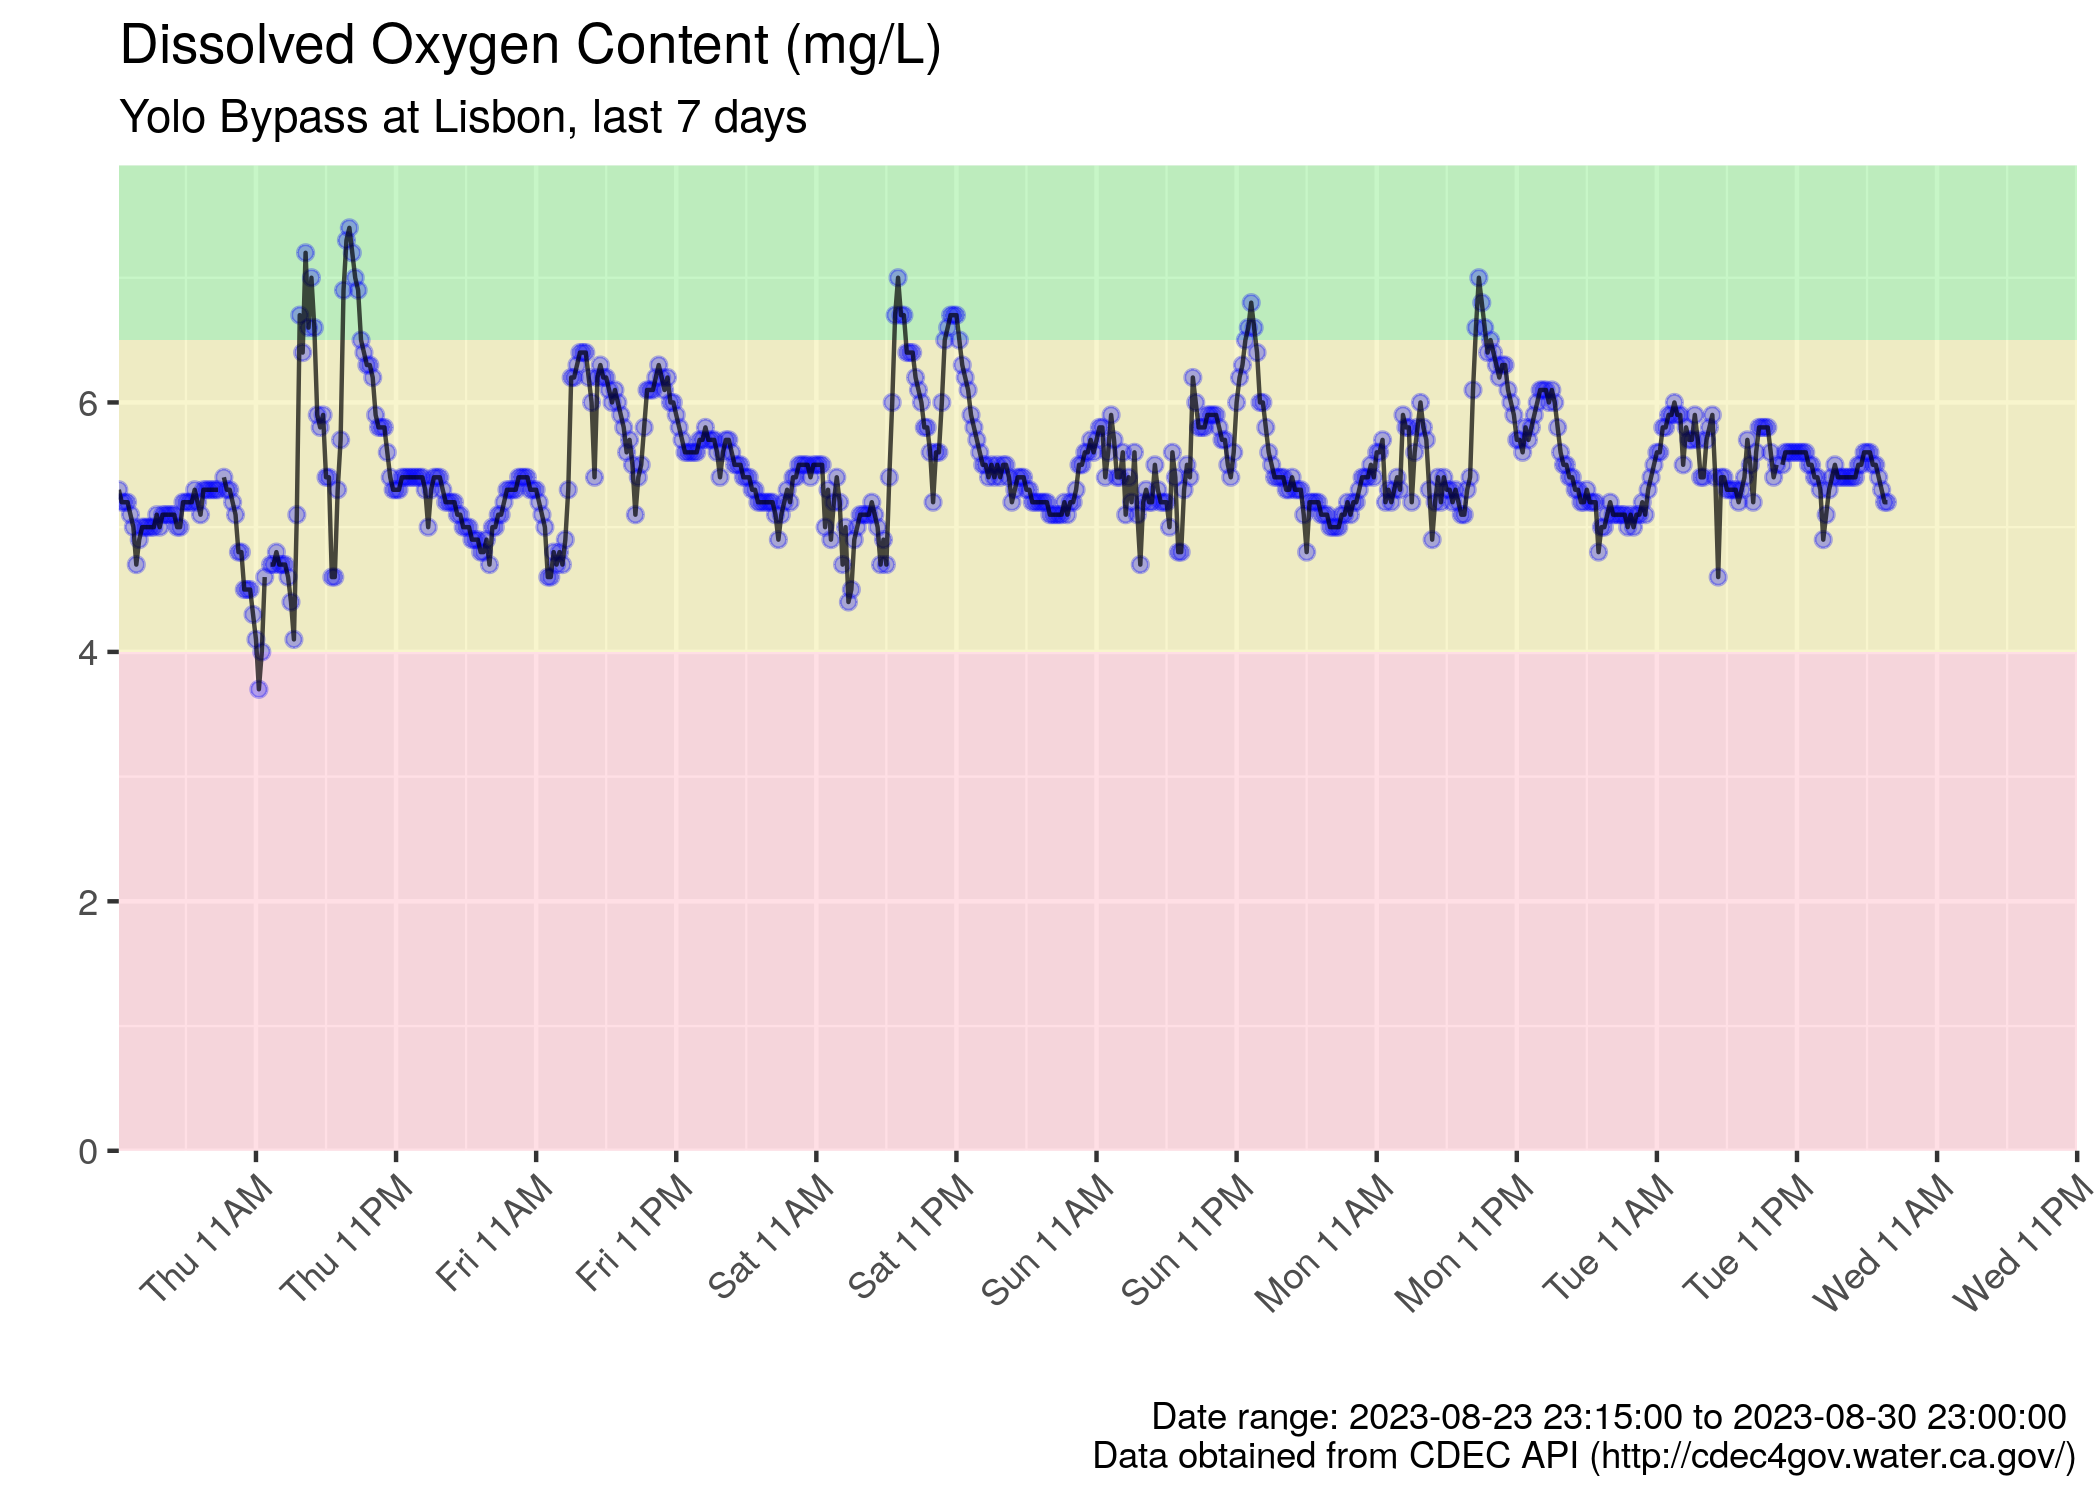 Dissolved Oxygen Content (mg/L)
Yolo Bypass at Lisbon, last 7 days
6
4
2
0
Thu 11AM
Thu 11PM
Fri 11AM
Fri 11PM
Sat 11AM
Sat 11PM
Sun 11AM
Sun 11PM
Mon 11AM
Mon 11PM
Tue 11AM
Tue 11PM
Wed 11AM
Wed 11PM
Date range: 2023-08-23 23:15:00 to 2023-08-30 23:00:00
Data obtained from CDEC API (http://cdec4gov.water.ca.gov/)